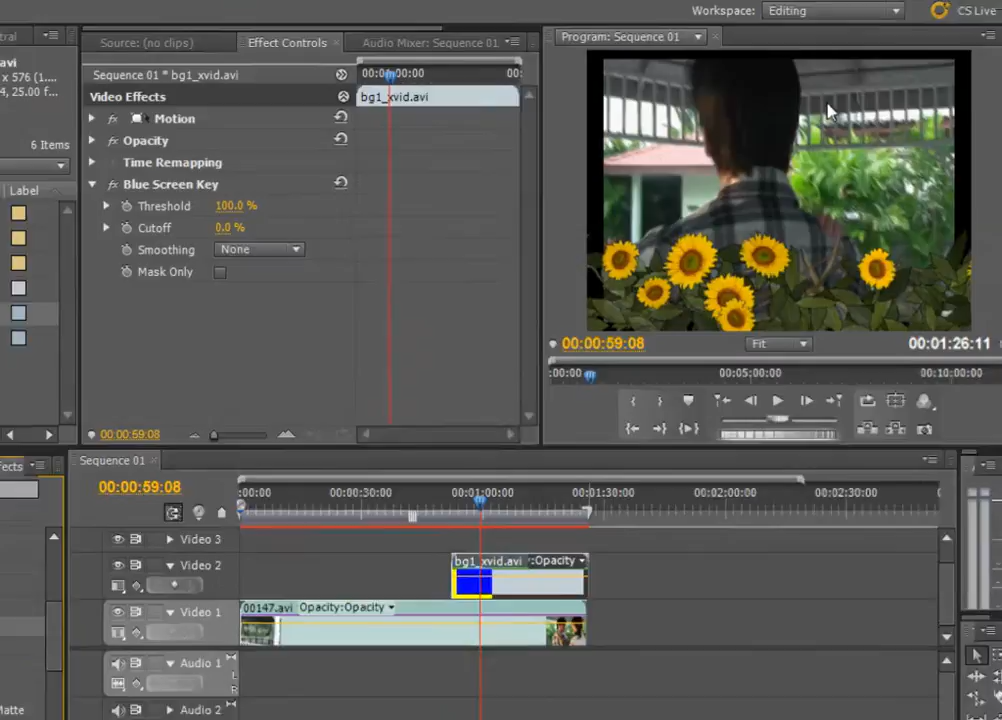 Workspace: Editing
CS Live
tral
Source: (no clips)
Effect Controls
Audio Mixer: Sequence 01
Program: Sequence 01
avi
x 576 (1....
4, 25.00 f...
6 Items
Label
Sequence 01 * bg1_xvid.avi
00:00:00:00
00:
Video Effects
bg1_xvid.avi
Motion
Opacity
Time Remapping
Blue Screen Key
Threshold 100.0 %
Cutoff 0.0 %
Smoothing None
Mask Only
00:00:59:08
00:00:59:08
Fit
00:01:26:11
:00:00
00:05:00:00
00:10:00:00
ffects
Sequence 01
00:00:59:08
:00:00
00:00:30:00
00:01:00:00
00:01:30:00
00:02:00:00
00:02:30:00
Video 3
Video 2
bg1_xvid.avi :Opacity
Video 1
00147.avi Opacity:Opacity
Audio 1
L
R
Matte
Audio 2